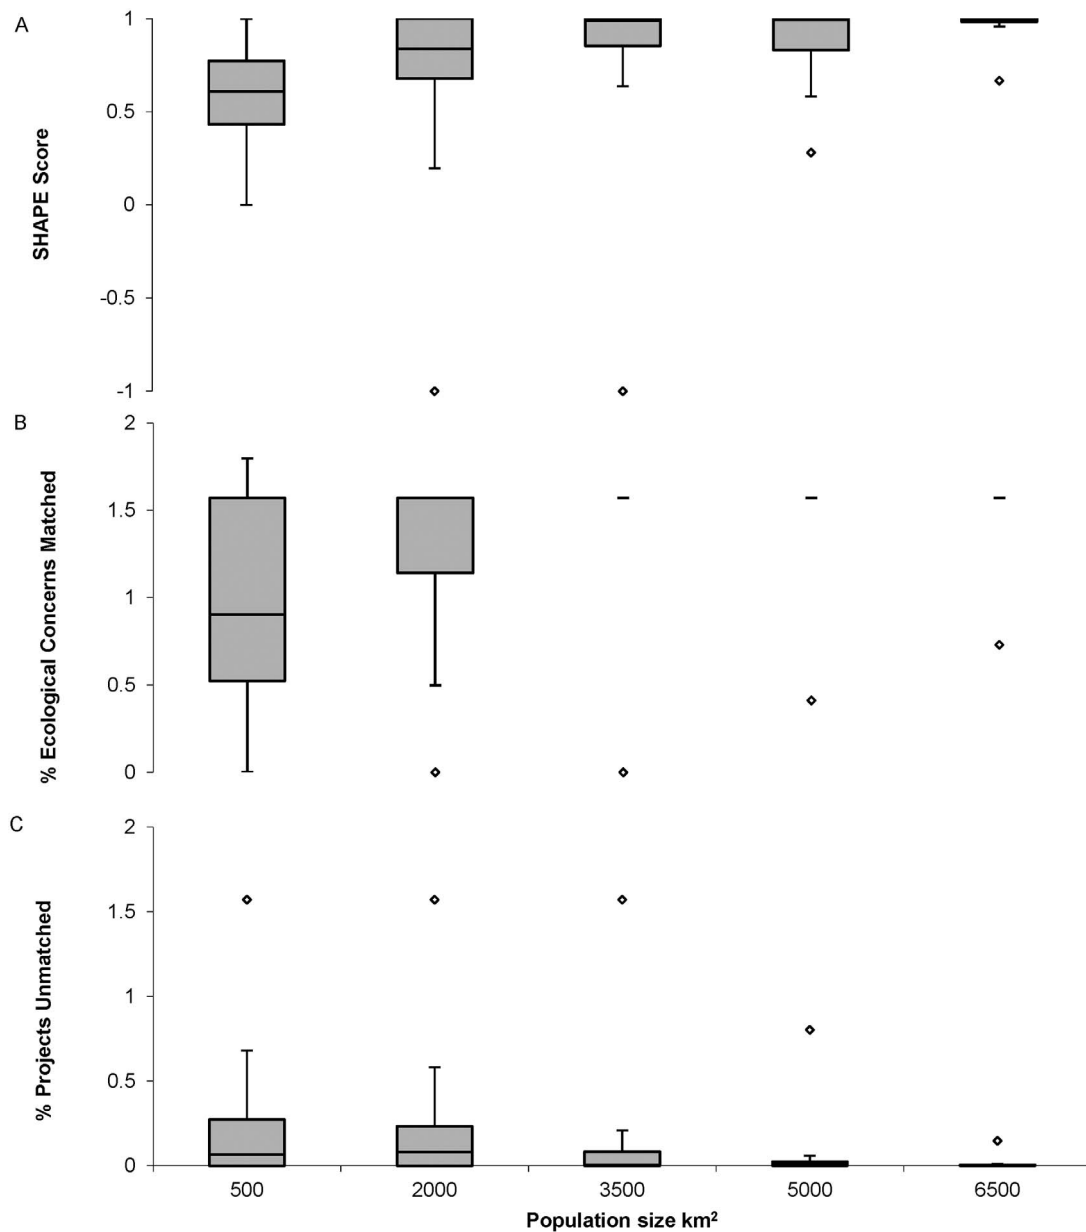 A
SHAPE Score
1
0.5
0
-0.5
-1
B
% Ecological Concerns Matched
2
1.5
1
0.5
0
C
% Projects Unmatched
2
1.5
1
0.5
0
500 2000 3500 5000 6500
Population size km²